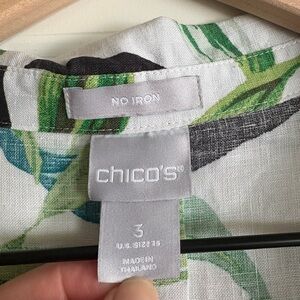 NO IRON
chico's
3
U.S. SIZE 16
MADE IN
THAILAND